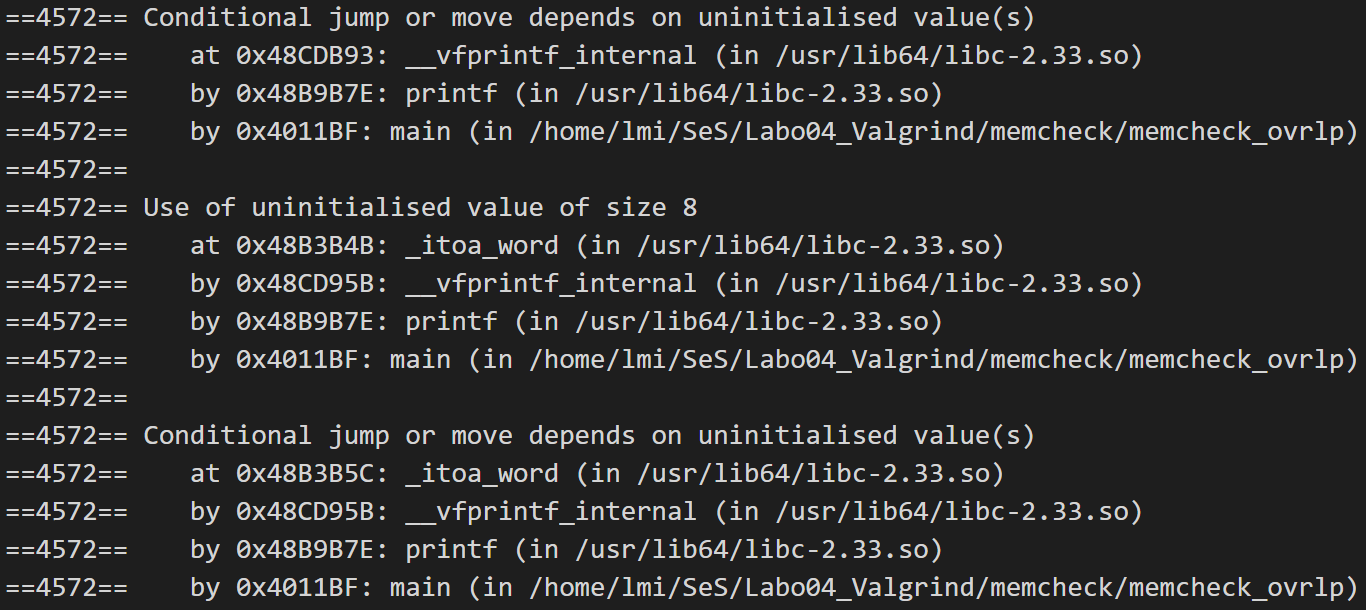 ==4572== Conditional jump or move depends on uninitialised value(s)
==4572==    at 0x48CDB93: __vfprintf_internal (in /usr/lib64/libc-2.33.so)
==4572==    by 0x48B9B7E: printf (in /usr/lib64/libc-2.33.so)
==4572==    by 0x4011BF: main (in /home/lmi/SeS/Labo04_Valgrind/memcheck/memcheck_ovrlp)
==4572==
==4572== Use of uninitialised value of size 8
==4572==    at 0x48B3B4B: _itoa_word (in /usr/lib64/libc-2.33.so)
==4572==    by 0x48CD95B: __vfprintf_internal (in /usr/lib64/libc-2.33.so)
==4572==    by 0x48B9B7E: printf (in /usr/lib64/libc-2.33.so)
==4572==    by 0x4011BF: main (in /home/lmi/SeS/Labo04_Valgrind/memcheck/memcheck_ovrlp)
==4572==
==4572== Conditional jump or move depends on uninitialised value(s)
==4572==    at 0x48B3B5C: _itoa_word (in /usr/lib64/libc-2.33.so)
==4572==    by 0x48CD95B: __vfprintf_internal (in /usr/lib64/libc-2.33.so)
==4572==    by 0x48B9B7E: printf (in /usr/lib64/libc-2.33.so)
==4572==    by 0x4011BF: main (in /home/lmi/SeS/Labo04_Valgrind/memcheck/memcheck_ovrlp)